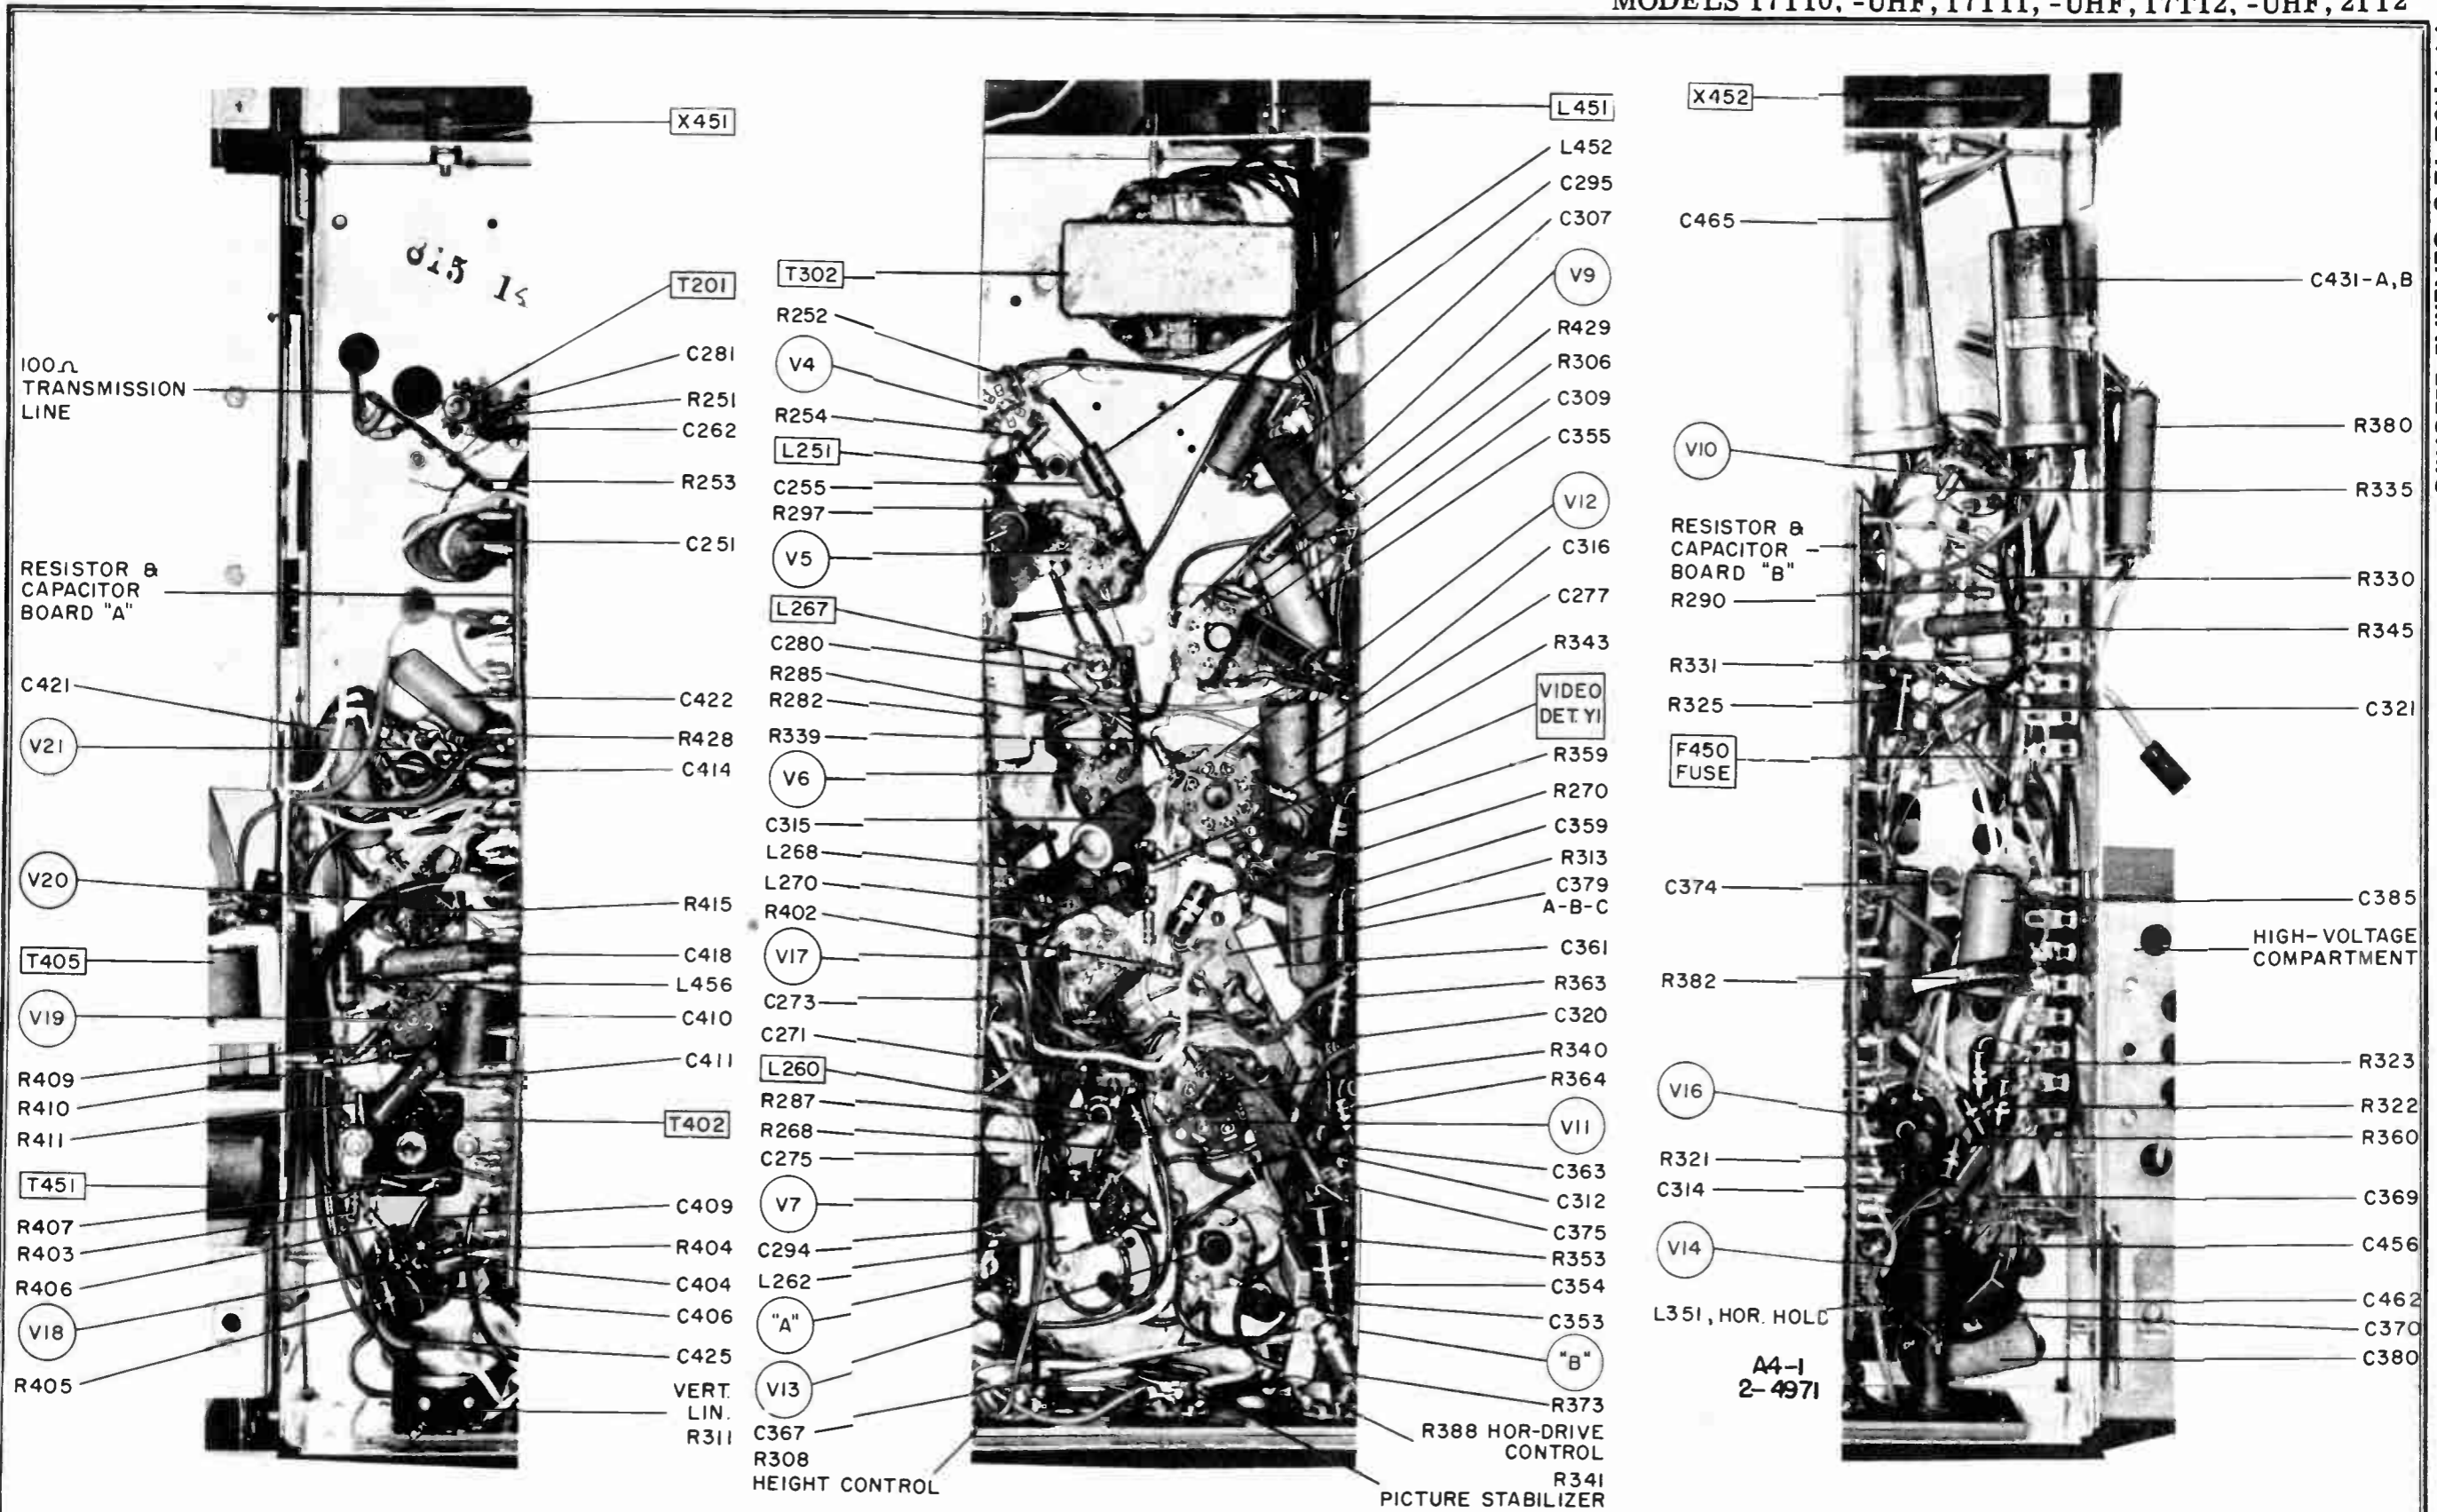 MODELS 17T10, -UHF, 17T11, -UHF, 17T12, -UHF, 21T2
X451
T201
100Ω
TRANSMISSION
LINE
C281
R251
C262
R253
C251
RESISTOR &
CAPACITOR
BOARD "A"
C421
C422
V21
R428
C414
V20
R415
T405
C418
L456
V19
C410
C411
R409
R410
R411
T402
T451
R407
R403
R406
V18
R405
C409
R404
C404
C406
C425
VERT.
LIN.
R311
T302
R252
V4
R254
L251
C255
R297
V5
L267
C280
R285
R282
R339
V6
C315
L268
L270
R402
V17
C273
C271
L260
R287
R268
C275
V7
C294
L262
"A"
V13
C367
R308
HEIGHT CONTROL
L451
L452
C295
C307
V9
R429
R306
C309
C355
V12
C316
C277
R343
VIDEO
DET. Y1
R359
R270
C359
R313
C379
A-B-C
C361
R363
C320
R340
R364
V11
C363
C312
C375
R353
C354
C353
"B"
R373
R388 HOR-DRIVE
CONTROL
R341
PICTURE STABILIZER
X452
C465
C431-A,B
R380
V10
R335
RESISTOR &
CAPACITOR
BOARD "B"
R330
R290
R345
R331
R325
C321
F450
FUSE
C374
C385
HIGH-VOLTAGE
COMPARTMENT
R382
R323
V16
R322
R360
R321
C314
C369
V14
C456
L351, HOR. HOLD
C462
C370
C380
A4-1
2-4971